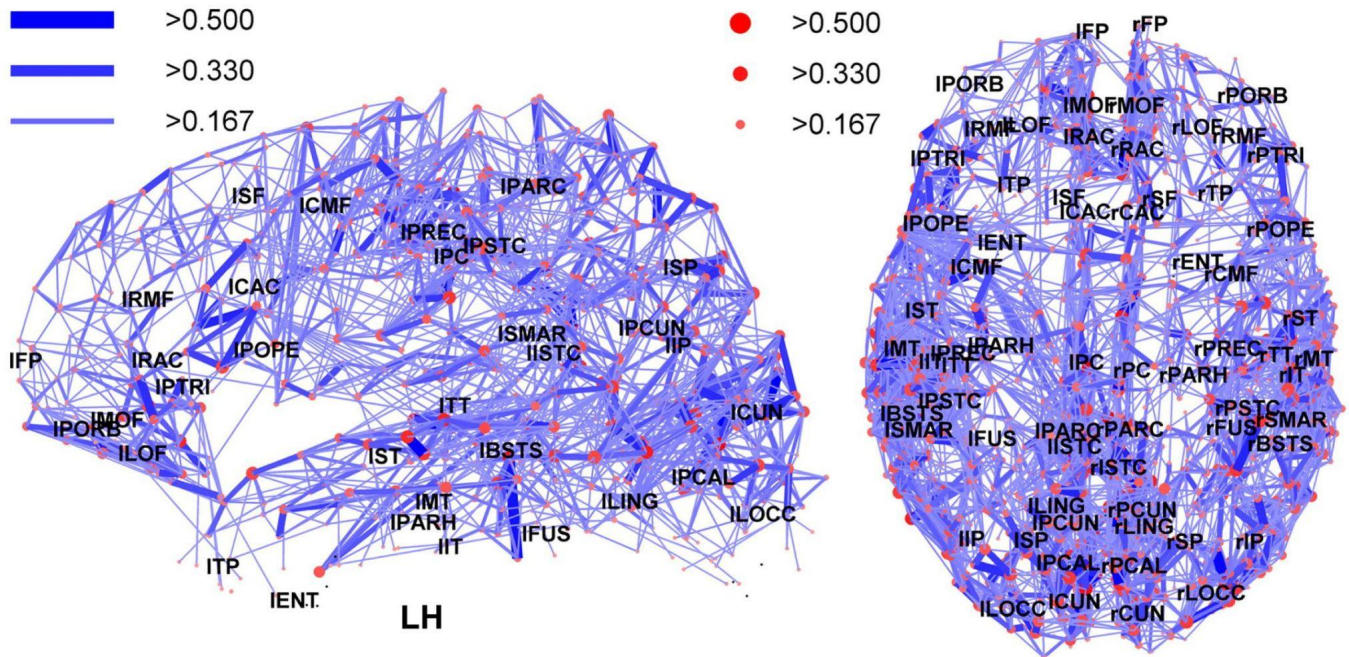 >0.500
>0.330
>0.167
>0.500
>0.330
>0.167
lPARC
lSF
lCMF
lPREC
lPSTC
lPC
lSP
lCAC
lRMF
lSMAR
lPCUN
lISTC
lIP
lFP
lRAC
lPOPE
lPTRI
lMOF
lPORB
lTT
lCUN
lLOF
lST
lBSTS
lPCAL
lMT
lLING
lPARH
lLOCC
lFUS
lIT
lTP
lENT
LH
lFP rFP
lPORB rPORB
lMOF rMOF
lRMF lLOF rLOF rRMF
lRAC rRAC
lPTRI rPTRI
lTP rTP
lSF rSF
lCAC rCAC
lPOPE rPOPE
lENT rENT
lCMF rCMF
lST rST
lMT lIT lPREC lTT lPARH lPC rPC rPREC rPARH rTT rMT rIT
lPSTC rPSTC
lBSTS rSMAR
lSMAR lFUS lPARC rPARC rFUS rBSTS
lISTC rISTC
lLING rPCUN
lPCUN rLING
lIP lSP rSP rIP
lPCAL rPCAL
lLOCC lCUN rCUN rLOCC